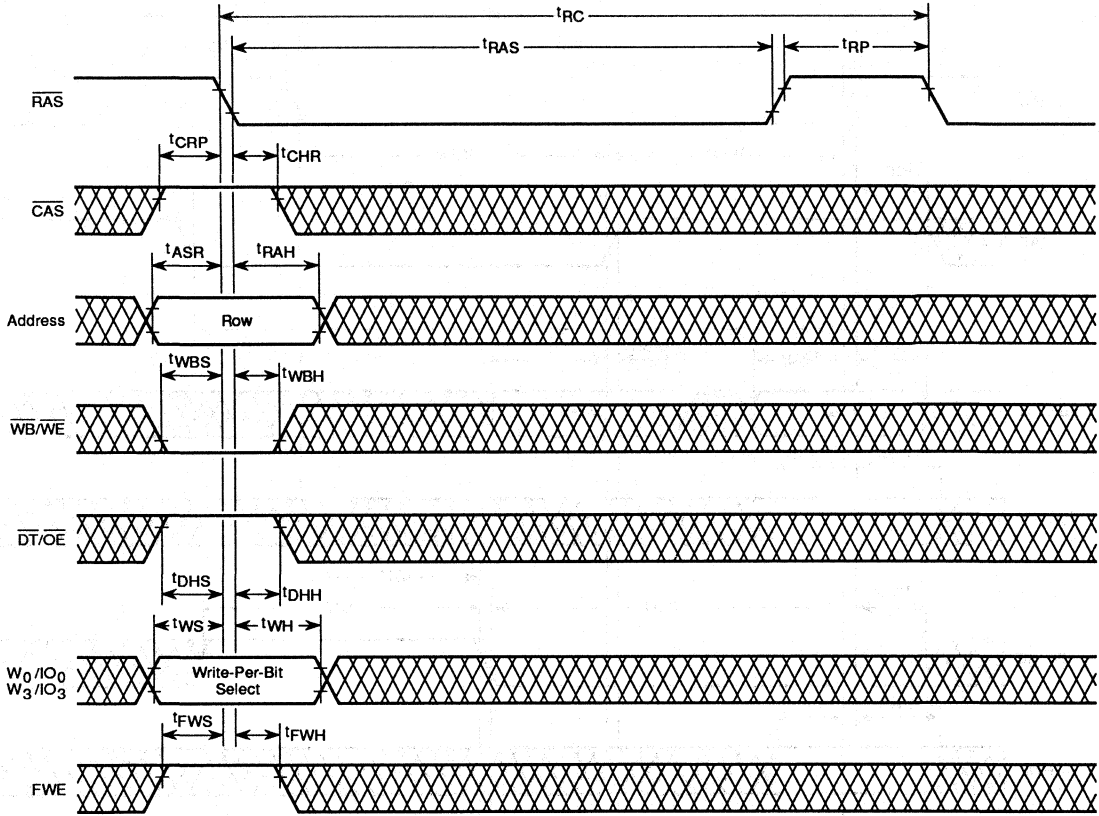 tRC
tRAS
tRP
RAS
tCRP
tCHR
CAS
tASR
tRAH
Address
Row
tWBS
tWBH
WB/WE
DT/OE
tDHS
tDHH
tWS
tWH
W0/IO0
W3/IO3
Write-Per-Bit
Select
tFWS
tFWH
FWE